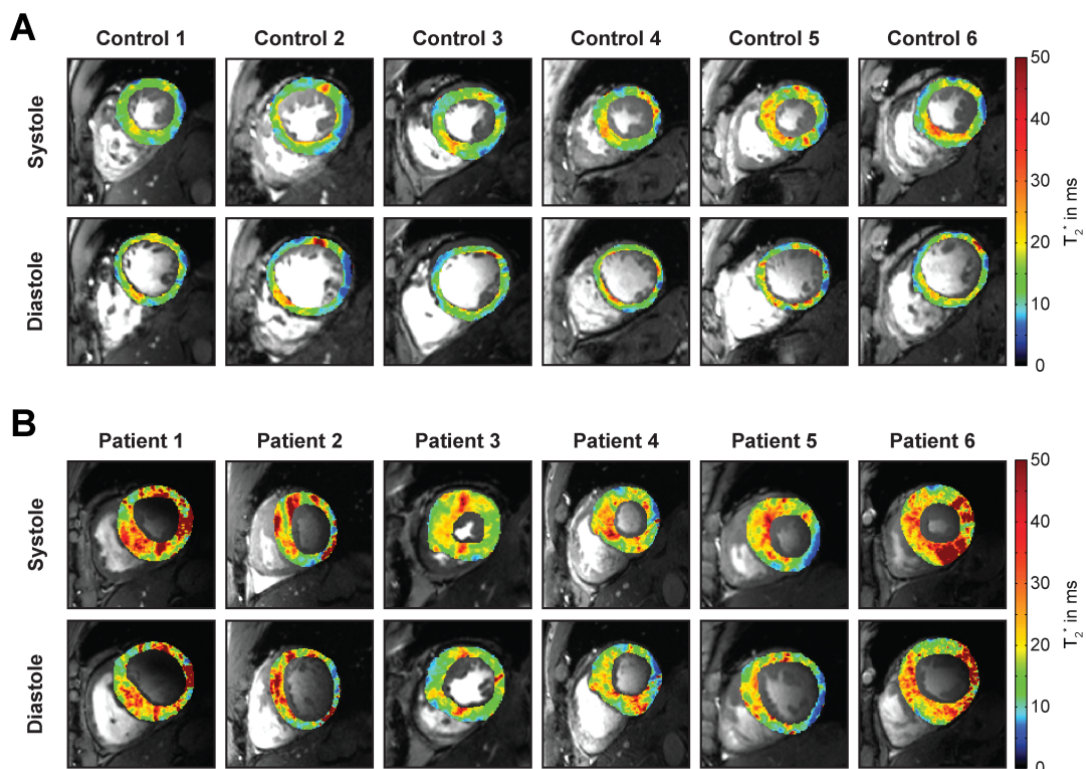 A
Control 1 Control 2 Control 3 Control 4 Control 5 Control 6
Systole
Diastole
50
40
30
20
10
0
T2* in ms
B
Patient 1 Patient 2 Patient 3 Patient 4 Patient 5 Patient 6
Systole
Diastole
50
40
30
20
10
0
T2* in ms